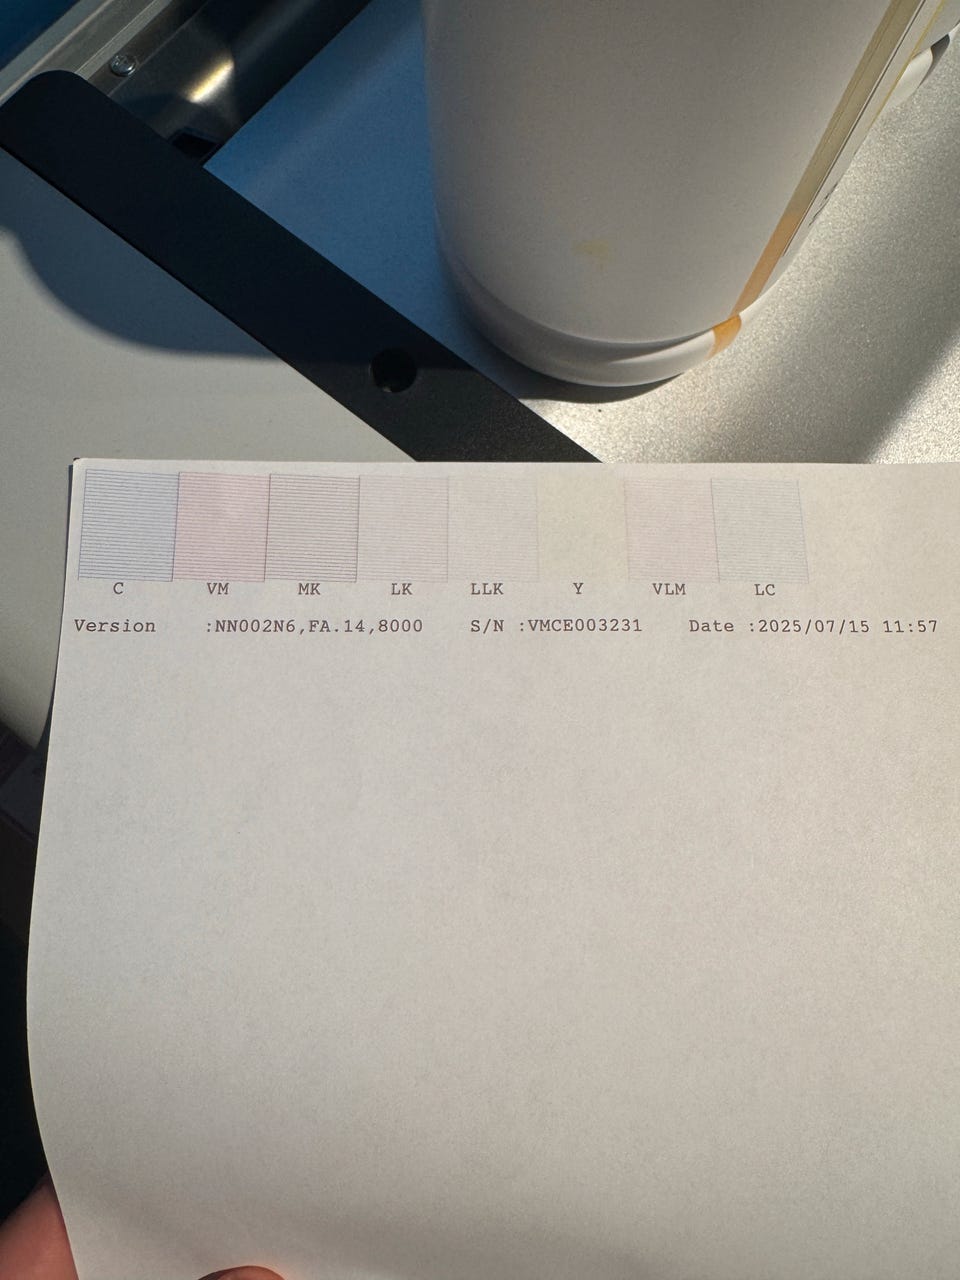 C VM MK LK LLK Y VLM LC
Version :NN002N6,FA.14,8000 S/N :VMCE003231 Date :2025/07/15 11:57